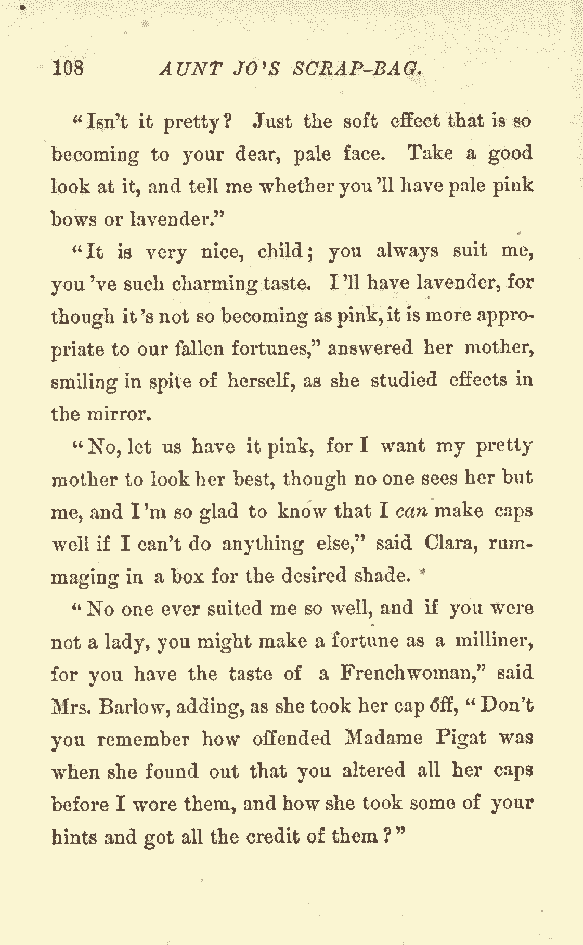 108 AUNT JO'S SCRAP-BAG.
"Isn't it pretty? Just the soft effect that is so
becoming to your dear, pale face. Take a good
look at it, and tell me whether you'll have pale pink
bows or lavender."
"It is very nice, child; you always suit me,
you've such charming taste. I'll have lavender, for
though it's not so becoming as pink, it is more appro-
priate to our fallen fortunes," answered her mother,
smiling in spite of herself, as she studied effects in
the mirror.
"No, let us have it pink, for I want my pretty
mother to look her best, though no one sees her but
me, and I'm so glad to know that I can make caps
well if I can't do anything else," said Clara, rum-
maging in a box for the desired shade.
"No one ever suited me so well, and if you were
not a lady, you might make a fortune as a milliner,
for you have the taste of a Frenchwoman," said
Mrs. Barlow, adding, as she took her cap off, "Don't
you remember how offended Madame Pigat was
when she found out that you altered all her caps
before I wore them, and how she took some of your
hints and got all the credit of them?"